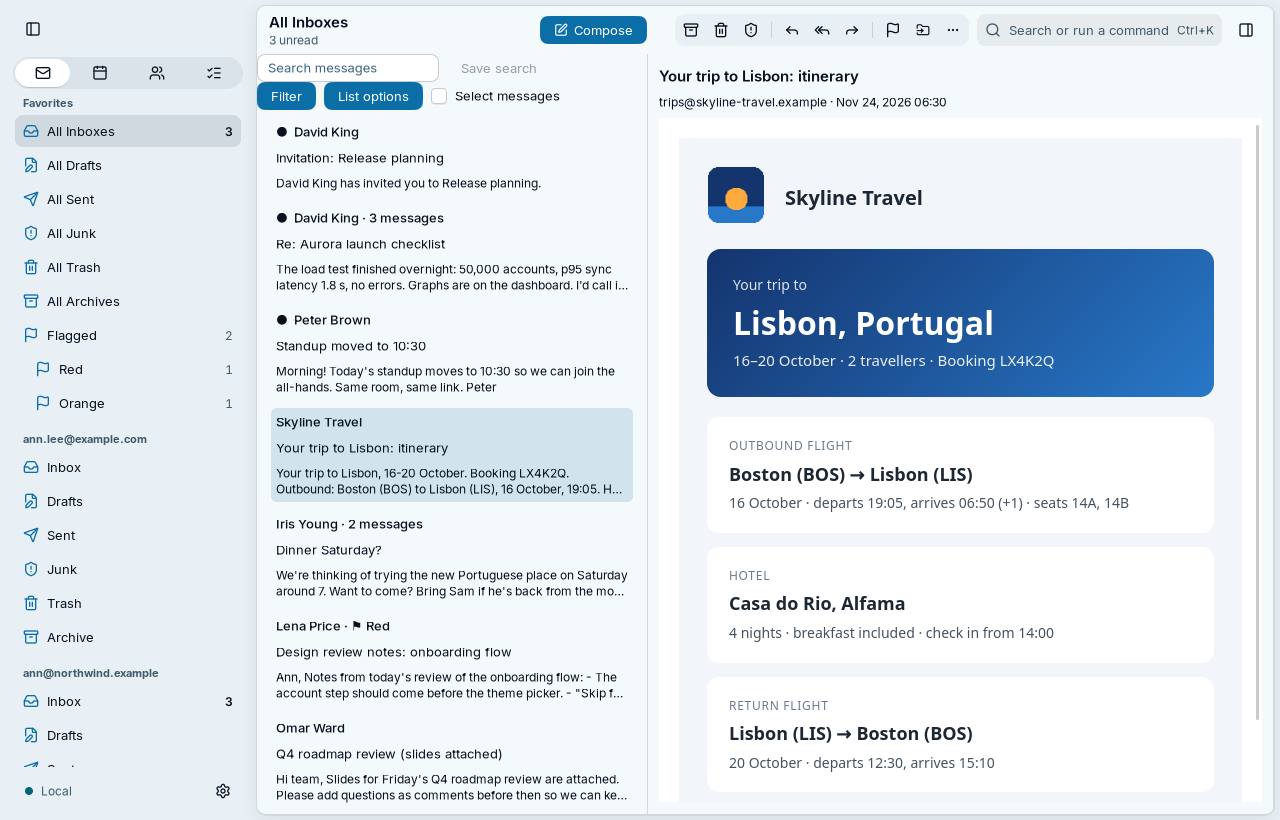 Favorites
All Inboxes 3
All Drafts
All Sent
All Junk
All Trash
All Archives
Flagged 2
Red 1
Orange 1
ann.lee@example.com
Inbox
Drafts
Sent
Junk
Trash
Archive
ann@northwind.example
Inbox 3
Drafts
Local
All Inboxes
3 unread
Compose
Search messages
Save search
Filter
List options
Select messages
David King
Invitation: Release planning
David King has invited you to Release planning.
David King · 3 messages
Re: Aurora launch checklist
The load test finished overnight: 50,000 accounts, p95 sync
latency 1.8 s, no errors. Graphs are on the dashboard. I'd call i...
Peter Brown
Standup moved to 10:30
Morning! Today's standup moves to 10:30 so we can join the
all-hands. Same room, same link. Peter
Skyline Travel
Your trip to Lisbon: itinerary
Your trip to Lisbon, 16-20 October. Booking LX4K2Q.
Outbound: Boston (BOS) to Lisbon (LIS), 16 October, 19:05. H...
Iris Young · 2 messages
Dinner Saturday?
We're thinking of trying the new Portuguese place on Saturday
around 7. Want to come? Bring Sam if he's back from the mo...
Lena Price · ⚑ Red
Design review notes: onboarding flow
Ann, Notes from today's review of the onboarding flow: - The
account step should come before the theme picker. - "Skip f...
Omar Ward
Q4 roadmap review (slides attached)
Hi team, Slides for Friday's Q4 roadmap review are attached.
Please add questions as comments before then so we can ke...
Search or run a command Ctrl+K
Your trip to Lisbon: itinerary
trips@skyline-travel.example · Nov 24, 2026 06:30
Skyline Travel
Your trip to
Lisbon, Portugal
16–20 October · 2 travellers · Booking LX4K2Q
OUTBOUND FLIGHT
Boston (BOS) → Lisbon (LIS)
16 October · departs 19:05, arrives 06:50 (+1) · seats 14A, 14B
HOTEL
Casa do Rio, Alfama
4 nights · breakfast included · check in from 14:00
RETURN FLIGHT
Lisbon (LIS) → Boston (BOS)
20 October · departs 12:30, arrives 15:10